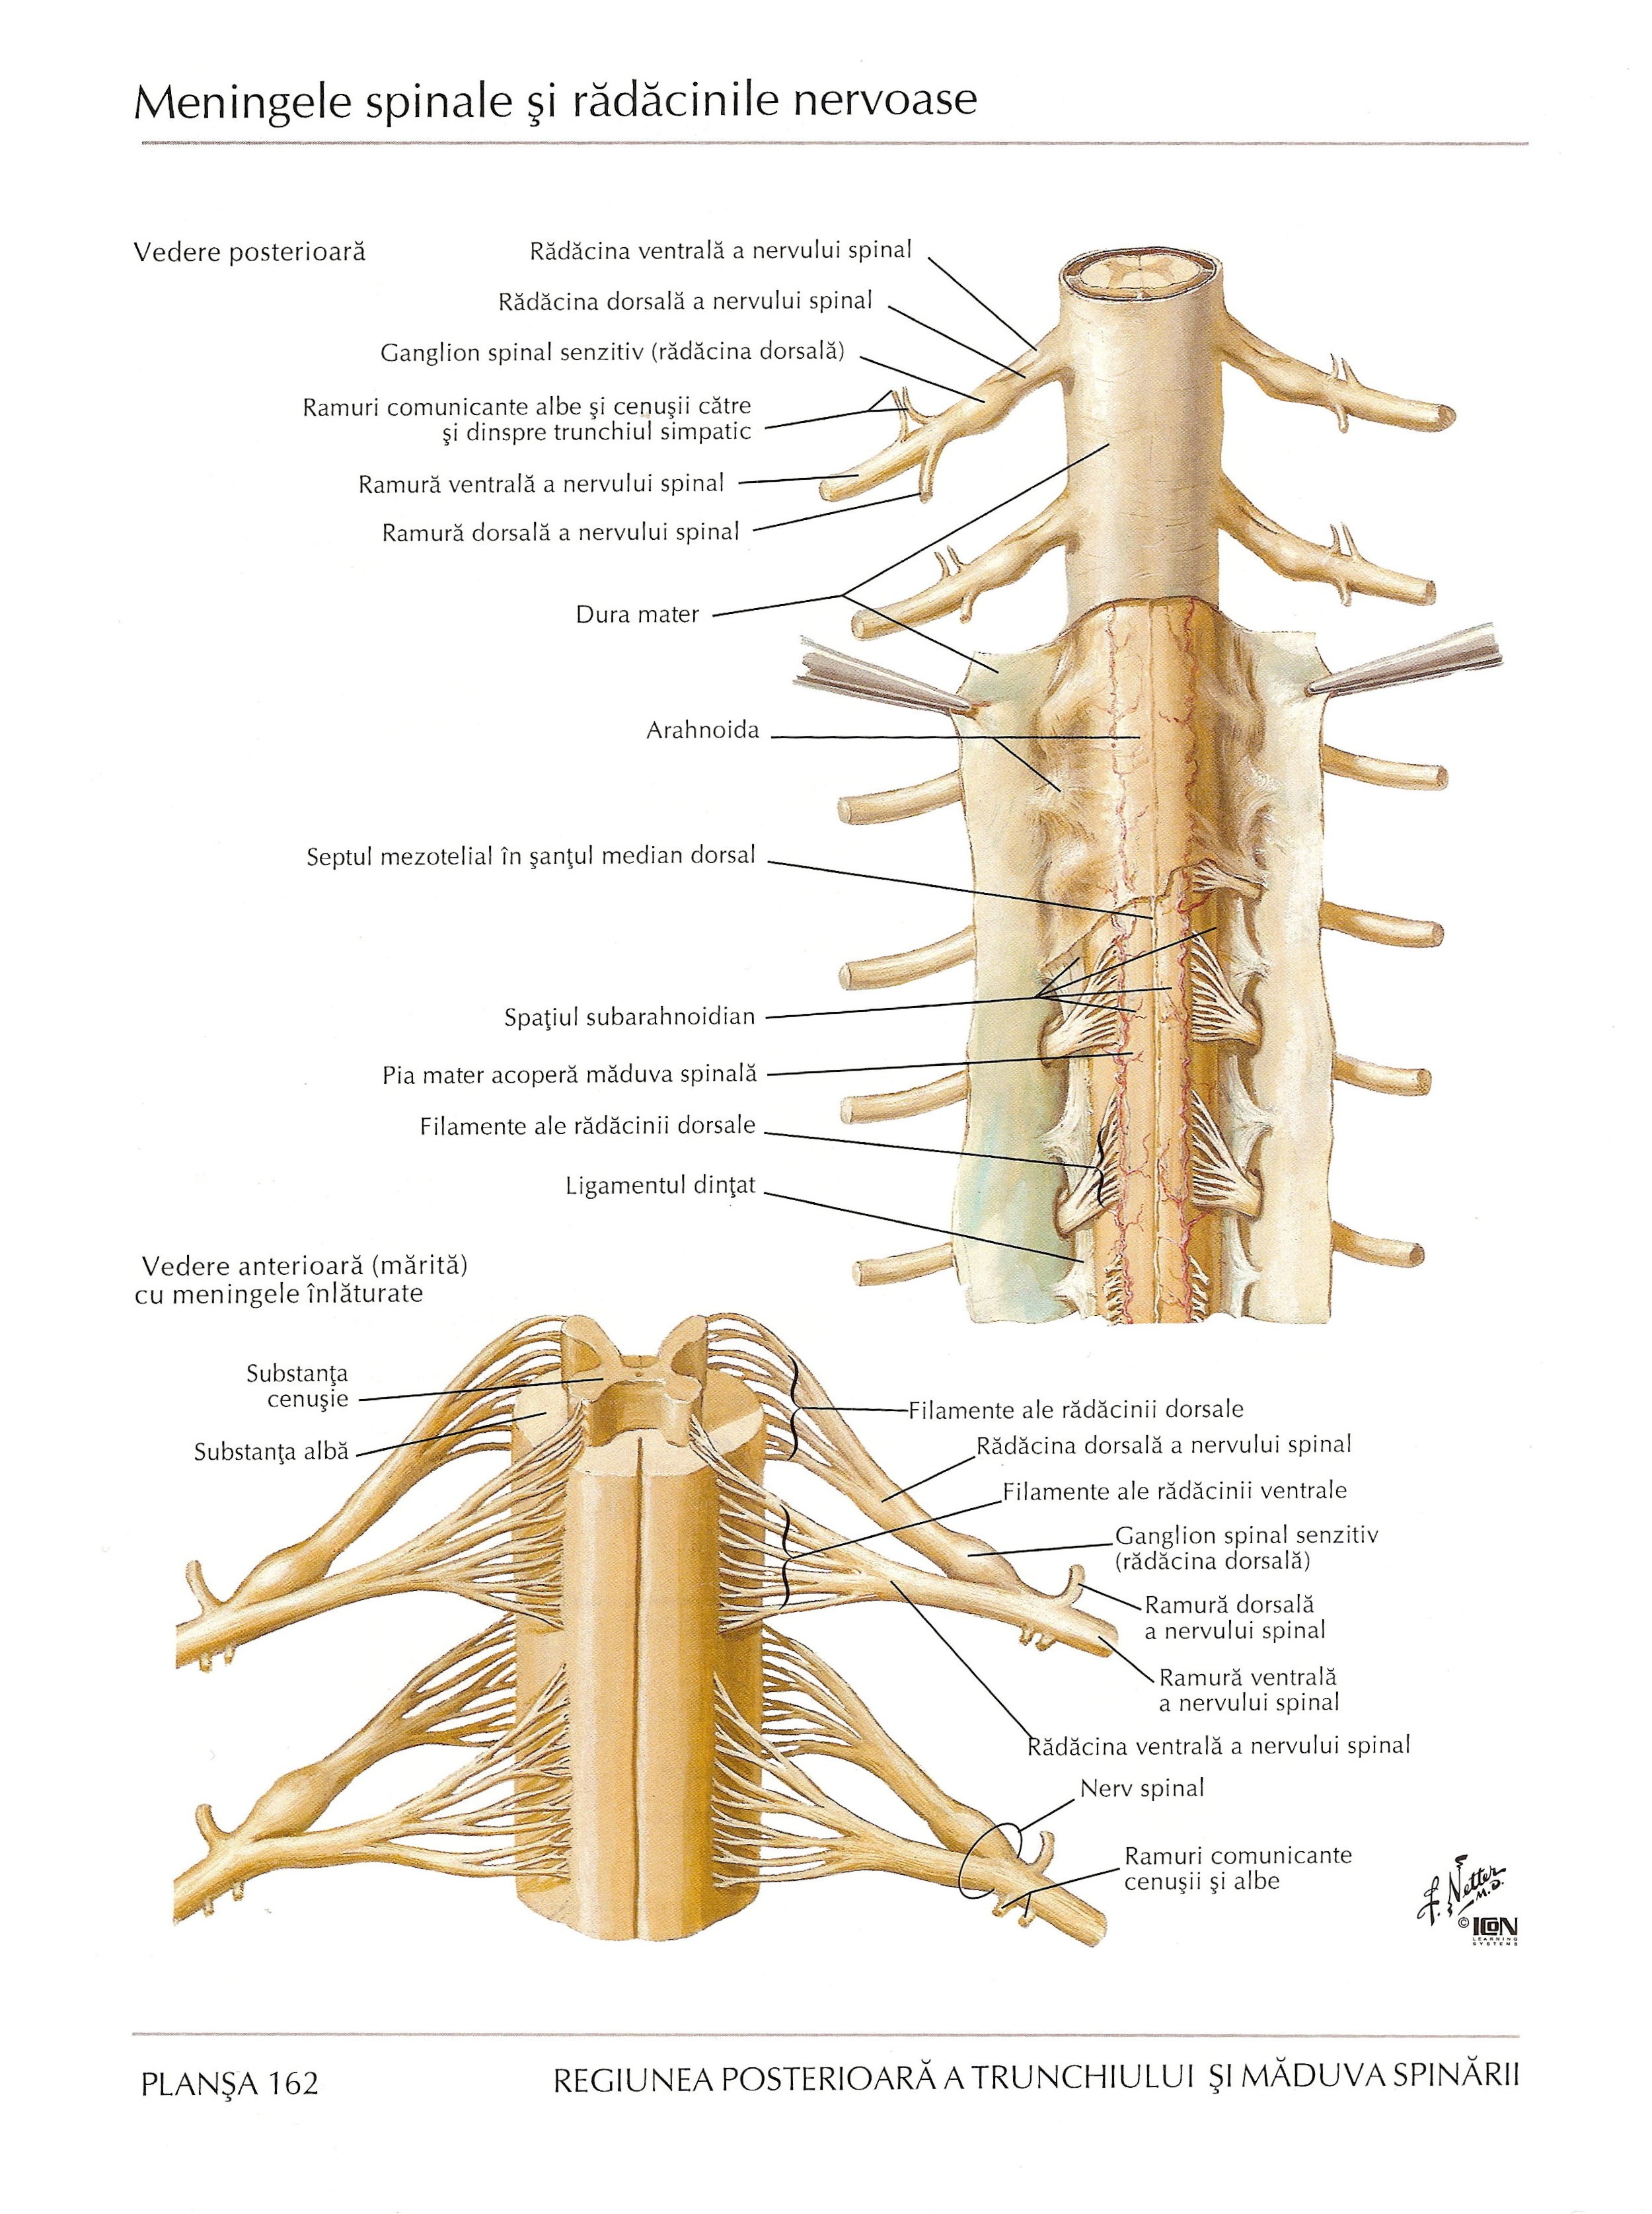 Meningele spinale şi rădăcinile nervoase
Vedere posterioară
Rădăcina ventrală a nervului spinal
Rădăcina dorsală a nervului spinal
Ganglion spinal senzitiv (rădăcina dorsală)
Ramuri comunicante albe şi cenuşii către
şi dinspre trunchiul simpatic
Ramură ventrală a nervului spinal
Ramură dorsală a nervului spinal
Dura mater
Arahnoida
Septul mezotelial în şanţul median dorsal
Spaţiul subarahnoidian
Pia mater acoperă măduva spinală
Filamente ale rădăcinii dorsale
Ligamentul dinţat
Vedere anterioară (mărită)
cu meningele înlăturate
Substanţa
cenuşie
Substanţa albă
Filamente ale rădăcinii dorsale
Rădăcina dorsală a nervului spinal
Filamente ale rădăcinii ventrale
Ganglion spinal senzitiv
(rădăcina dorsală)
Ramură dorsală
a nervului spinal
Ramură ventrală
a nervului spinal
Rădăcina ventrală a nervului spinal
Nerv spinal
Ramuri comunicante
cenuşii şi albe
F. Netter
M.D.
© ICON
LEARNING
SYSTEMS
PLANŞA 162
REGIUNEA POSTERIOARĂ A TRUNCHIULUI ŞI MĂDUVA SPINĂRII